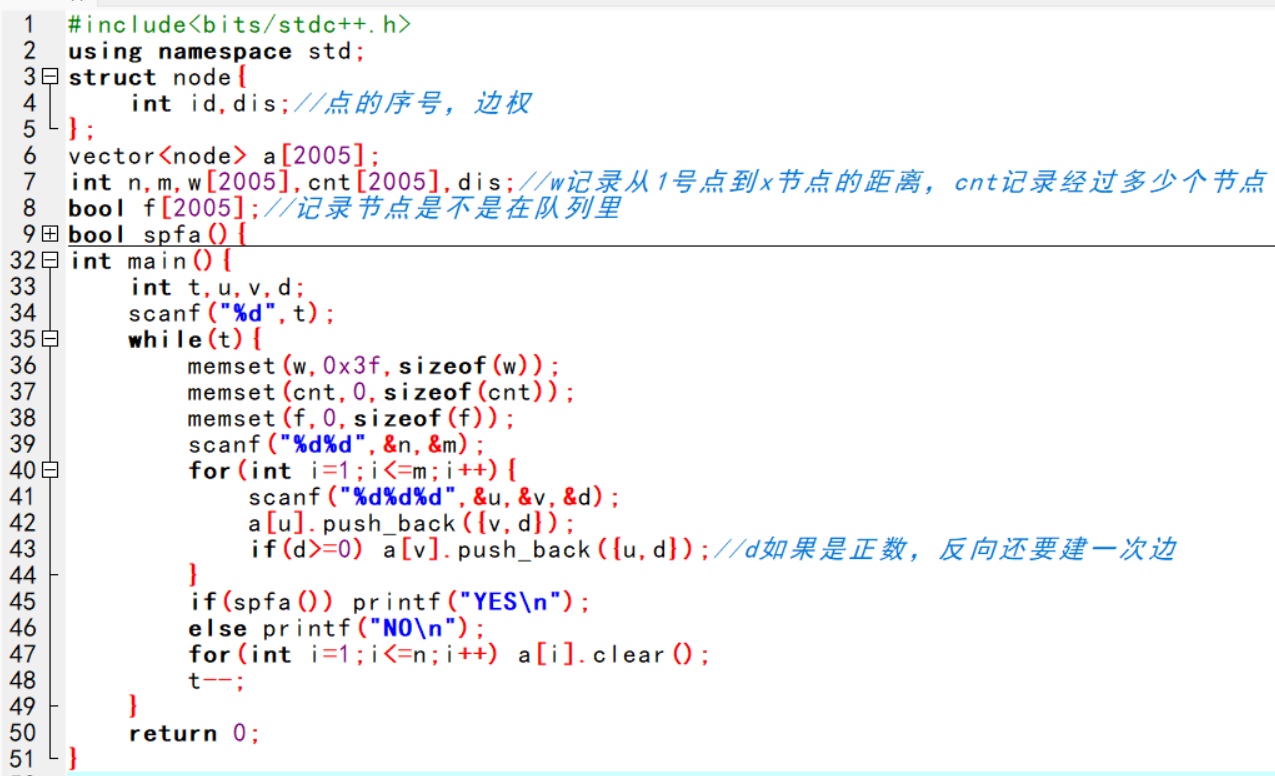 1 #include<bits/stdc++.h>
2 using namespace std;
3 struct node{
4 int id,dis;//点的序号，边权
5 };
6 vector<node> a[2005];
7 int n,m,w[2005],cnt[2005],dis;//w记录从1号点到x节点的距离，cnt记录经过多少个节点
8 bool f[2005];//记录节点是不是在队列里
9 bool spfa(){
32 int main(){
33 int t,u,v,d;
34 scanf("%d",t);
35 while(t){
36 memset(w,0x3f,sizeof(w));
37 memset(cnt,0,sizeof(cnt));
38 memset(f,0,sizeof(f));
39 scanf("%d%d",&n,&m);
40 for(int i=1;i<=m;i++){
41 scanf("%d%d%d",&u,&v,&d);
42 a[u].push_back({v,d});
43 if(d>=0) a[v].push_back({u,d});//d如果是正数，反向还要建一次边
44 }
45 if(spfa()) printf("YES\n");
46 else printf("NO\n");
47 for(int i=1;i<=n;i++) a[i].clear();
48 t--;
49 }
50 return 0;
51 }